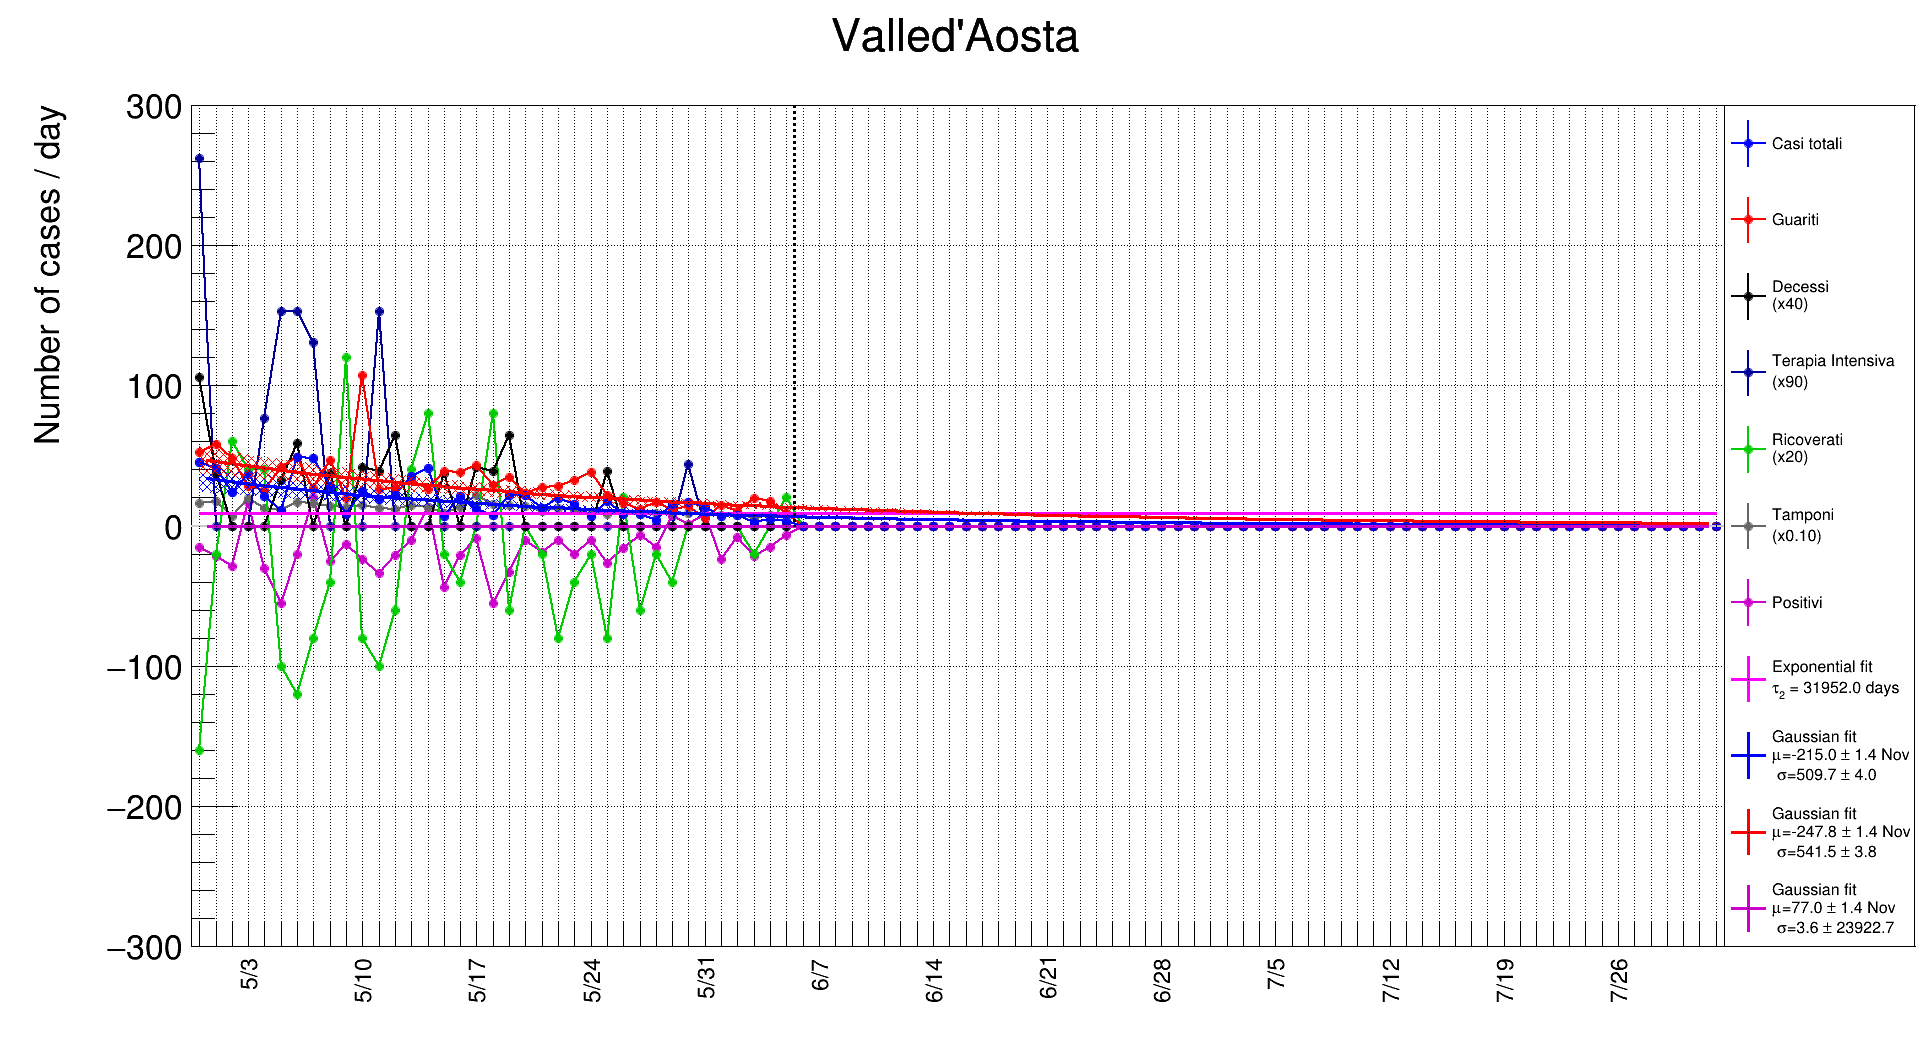 Valled'Aosta
Number of cases / day
300
200
100
0
−100
−200
−300
5/3
5/10
5/17
5/24
5/31
6/7
6/14
6/21
6/28
7/5
7/12
7/19
7/26
Casi totali
Guariti
Decessi
(x40)
Terapia Intensiva
(x90)
Ricoverati
(x20)
Tamponi
(x0.10)
Positivi
Exponential fit
τ2 = 31952.0 days
Gaussian fit
μ=-215.0 ± 1.4 Nov
σ=509.7 ± 4.0
Gaussian fit
μ=-247.8 ± 1.4 Nov
σ=541.5 ± 3.8
Gaussian fit
μ=77.0 ± 1.4 Nov
σ=3.6 ± 23922.7